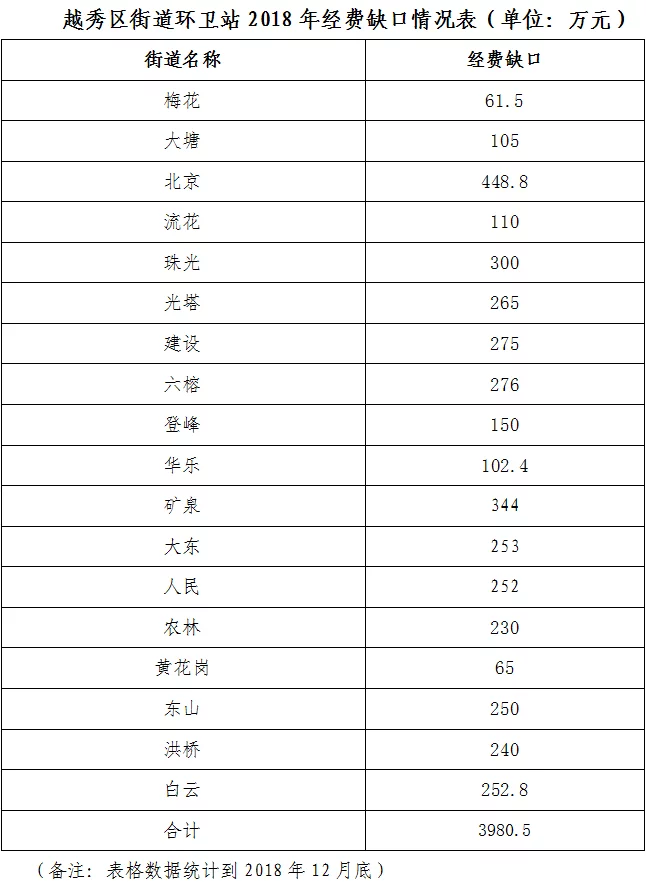 越秀区街道环卫站 2018 年经费缺口情况表（单位：万元）
街道名称 经费缺口
梅花 61.5
大塘 105
北京 448.8
流花 110
珠光 300
光塔 265
建设 275
六榕 276
登峰 150
华乐 102.4
矿泉 344
大东 253
人民 252
农林 230
黄花岗 65
东山 250
洪桥 240
白云 252.8
合计 3980.5
（备注：表格数据统计到 2018 年 12 月底）